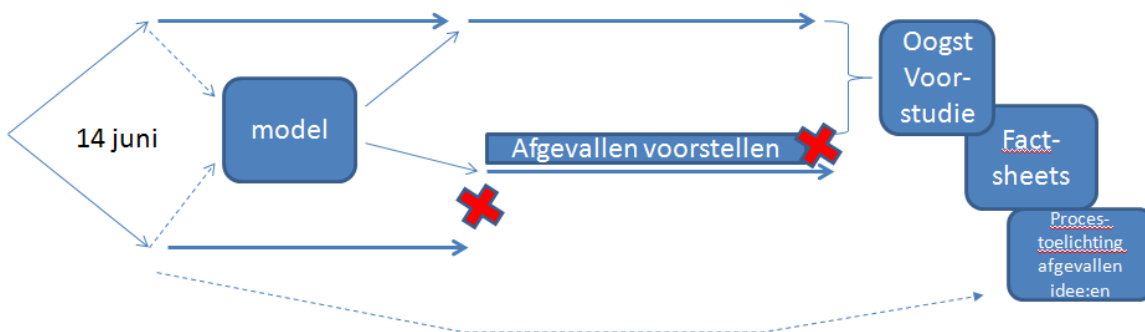 14 juni
model
Afgevallen voorstellen
Oogst
Voor-
studie
Fact-
sheets
Proces-
toelichting
afgevallen
idee:en